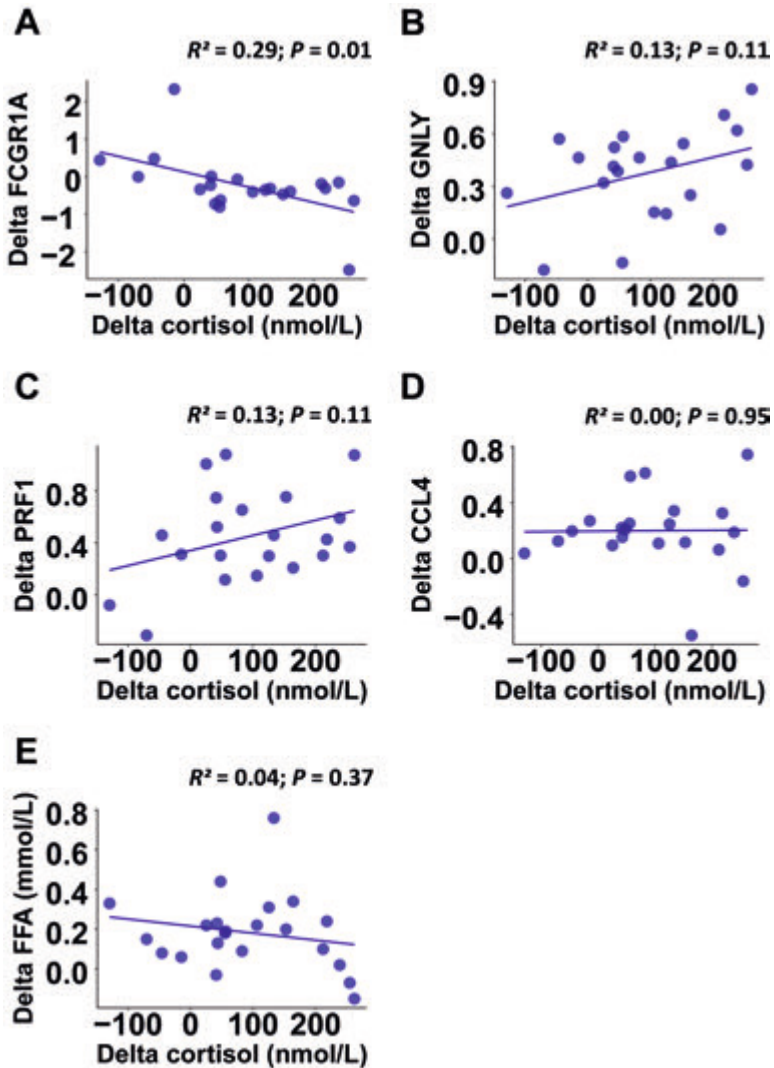 A
R² = 0.29; P = 0.01
Delta FCGR1A
2
1
0
−1
−2
−100 0 100 200
Delta cortisol (nmol/L)
B
R² = 0.13; P = 0.11
Delta GNLY
0.9
0.6
0.3
0.0
−100 0 100 200
Delta cortisol (nmol/L)
C
R² = 0.13; P = 0.11
Delta PRF1
0.8
0.4
0.0
−100 0 100 200
Delta cortisol (nmol/L)
D
R² = 0.00; P = 0.95
Delta CCL4
0.8
0.4
0.0
−0.4
−100 0 100 200
Delta cortisol (nmol/L)
E
R² = 0.04; P = 0.37
Delta FFA (mmol/L)
0.8
0.6
0.4
0.2
0.0
−100 0 100 200
Delta cortisol (nmol/L)